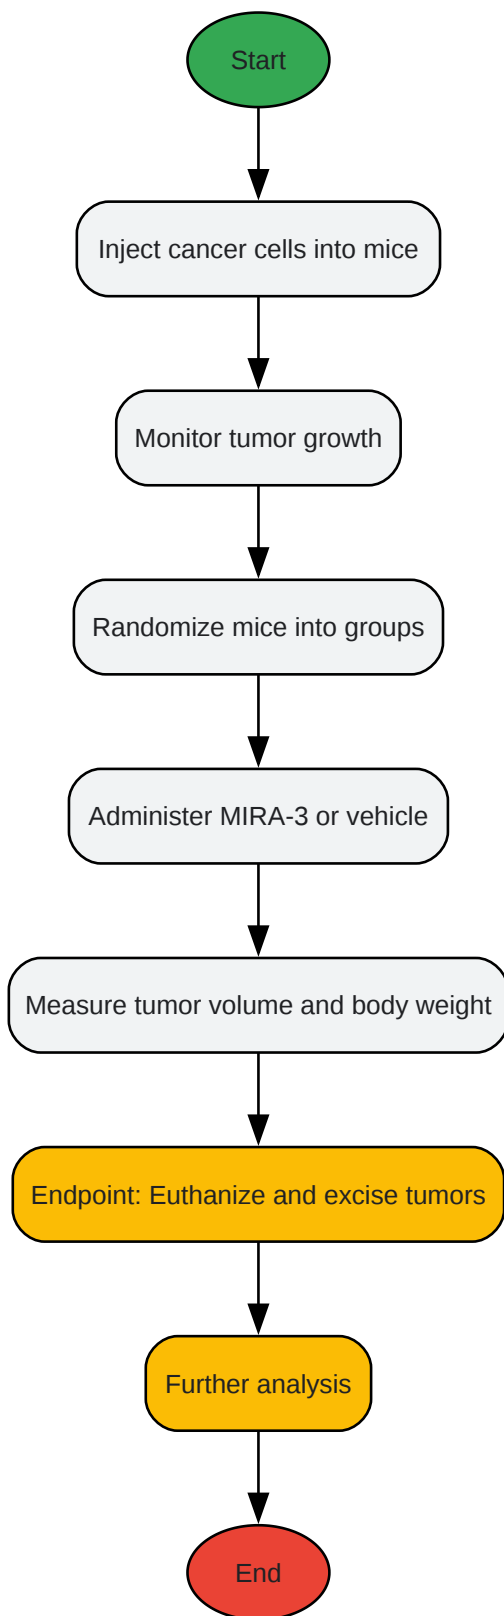 Start
Inject cancer cells into mice
Monitor tumor growth
Randomize mice into groups
Administer MIRA-3 or vehicle
Measure tumor volume and body weight
Endpoint: Euthanize and excise tumors
Further analysis
End